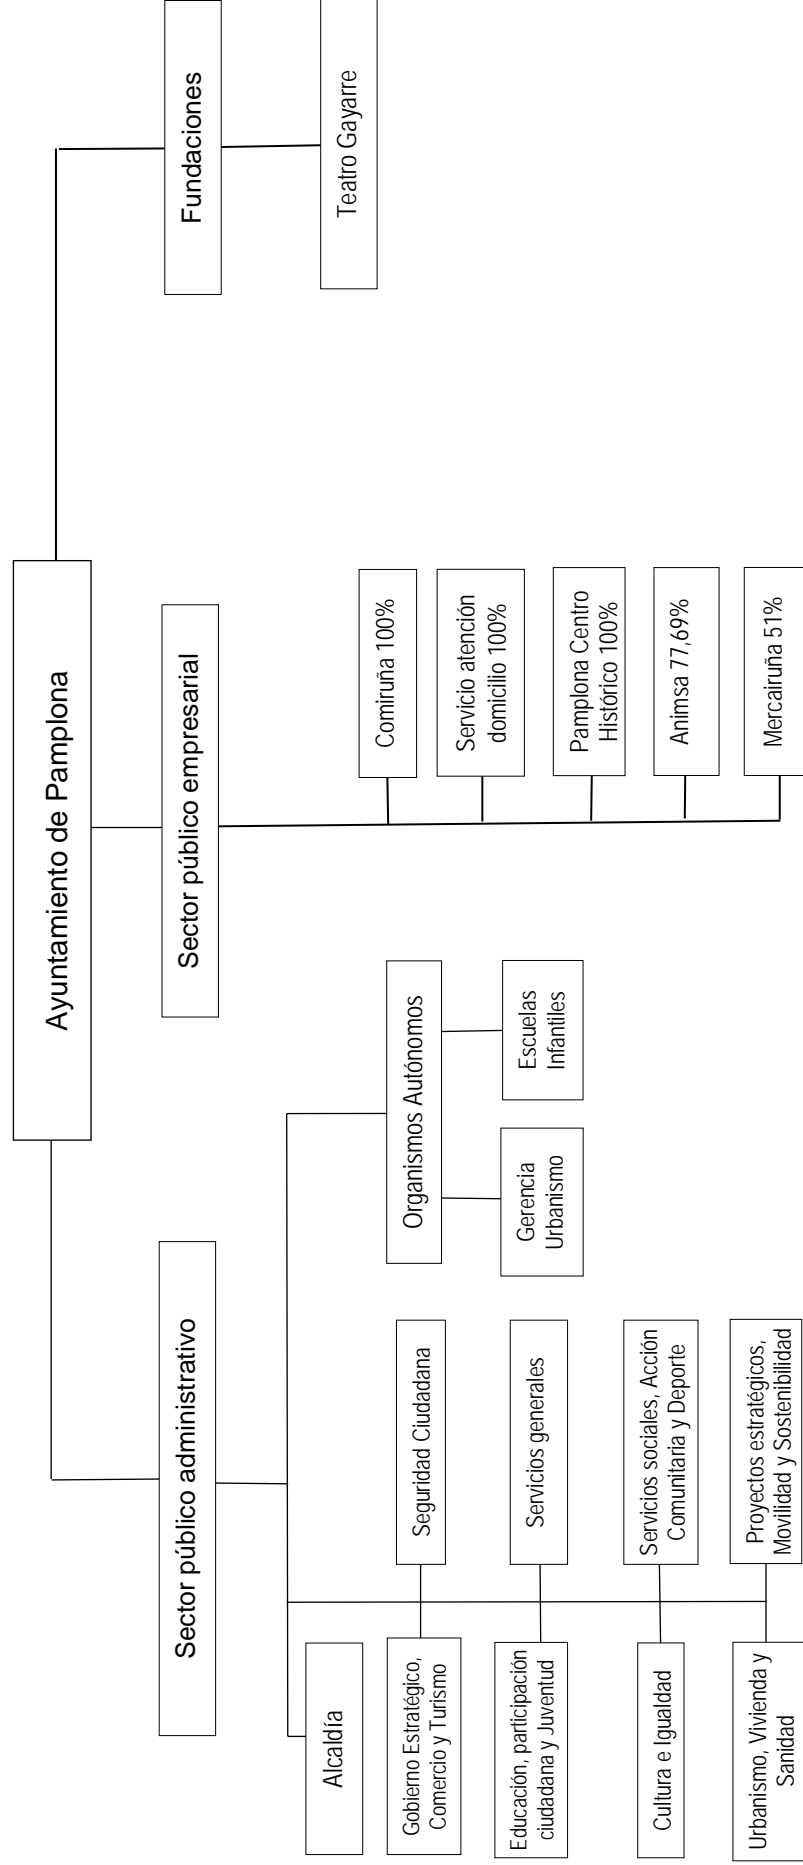 Ayuntamiento de Pamplona
Sector público administrativo
Sector público empresarial
Fundaciones
Alcaldía
Gobierno Estratégico,
Comercio y Turismo
Seguridad Ciudadana
Educación, participación
ciudadana y Juventud
Servicios generales
Cultura e Igualdad
Servicios sociales, Acción
Comunitaria y Deporte
Urbanismo, Vivienda y
Sanidad
Proyectos estratégicos,
Movilidad y Sostenibilidad
Organismos Autónomos
Gerencia
Urbanismo
Escuelas
Infantiles
Comiruña 100%
Servicio atención
domicilio 100%
Pamplona Centro
Histórico 100%
Animsa 77,69%
Mercairuña 51%
Teatro Gayarre